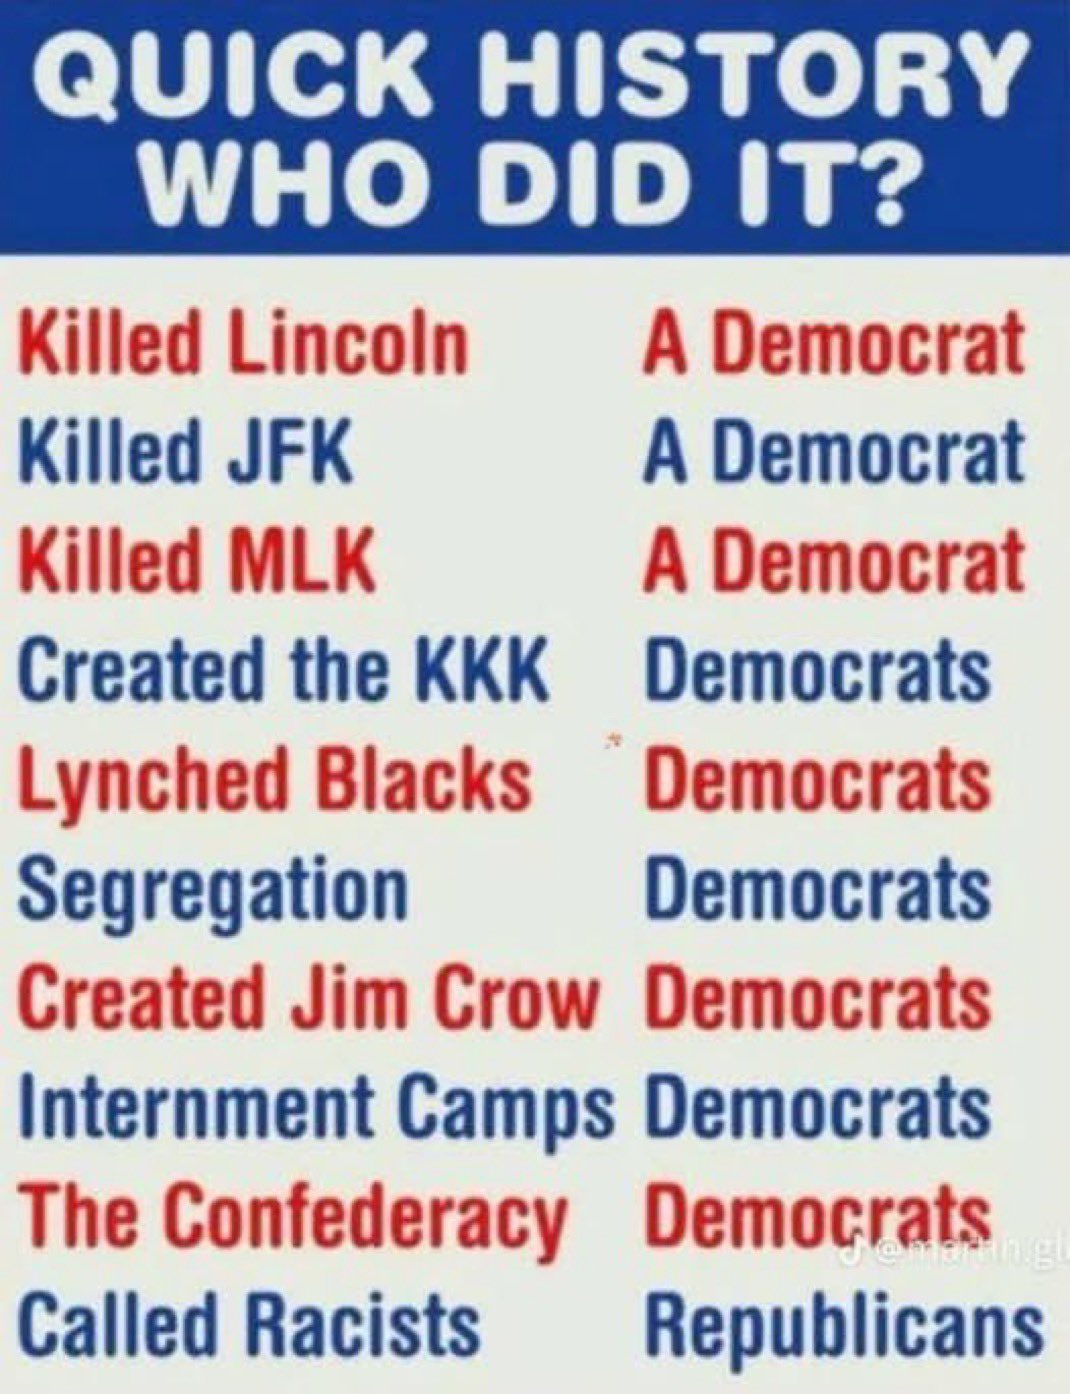 QUICK HISTORY
WHO DID IT?
Killed Lincoln A Democrat
Killed JFK A Democrat
Killed MLK A Democrat
Created the KKK Democrats
Lynched Blacks Democrats
Segregation Democrats
Created Jim Crow Democrats
Internment Camps Democrats
The Confederacy Democrats
Called Racists Republicans